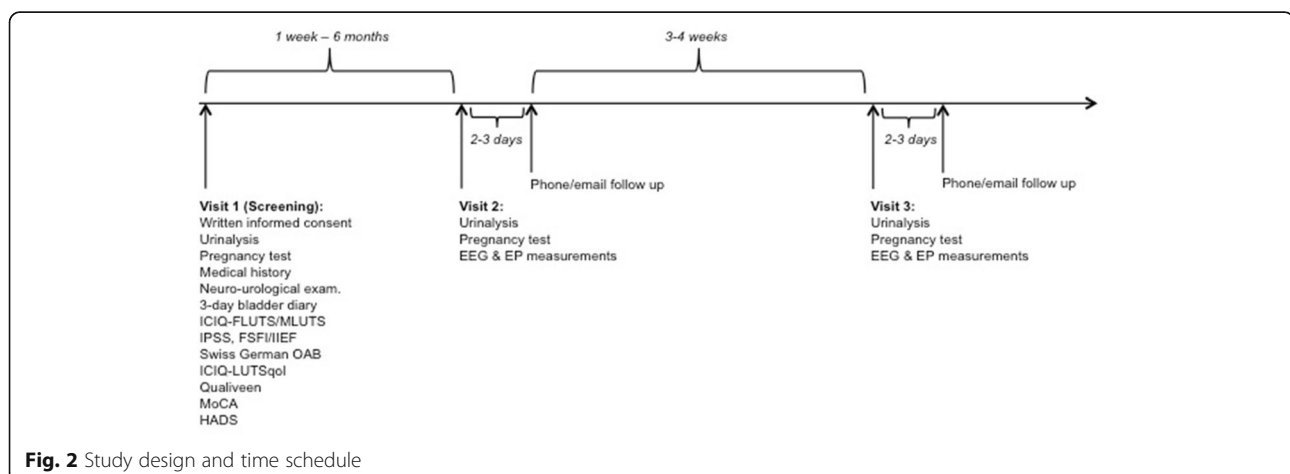 1 week – 6 months
3-4 weeks
2-3 days
2-3 days
Phone/email follow up
Phone/email follow up
Visit 1 (Screening):
Written informed consent
Urinalysis
Pregnancy test
Medical history
Neuro-urological exam.
3-day bladder diary
ICIQ-FLUTS/MLUTS
IPSS, FSFI/IIEF
Swiss German OAB
ICIQ-LUTSqol
Qualiveen
MoCA
HADS
Visit 2:
Urinalysis
Pregnancy test
EEG & EP measurements
Visit 3:
Urinalysis
Pregnancy test
EEG & EP measurements
Fig. 2 Study design and time schedule